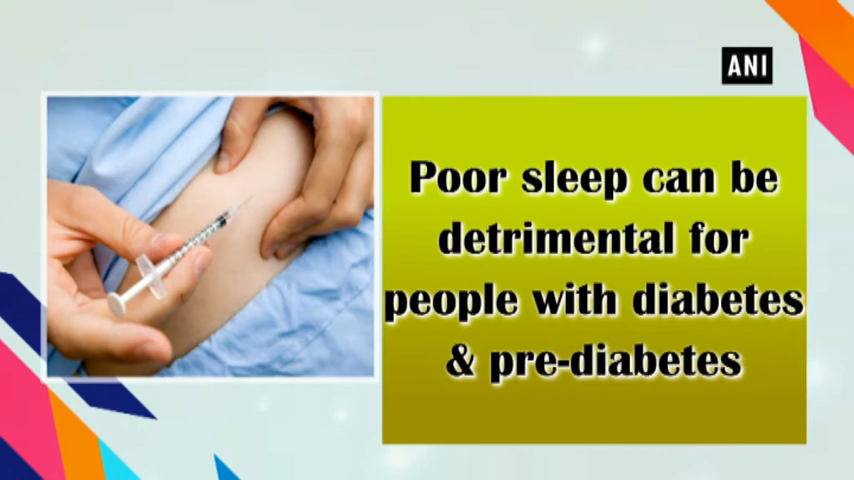 ANI
Poor sleep can be
detrimental for
people with diabetes
& pre-diabetes